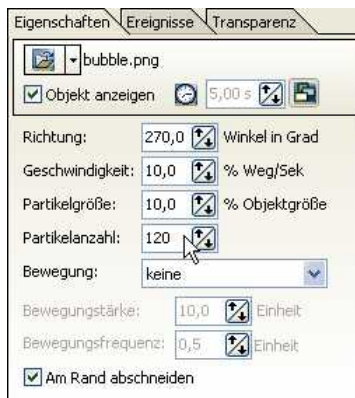 Eigenschaften Ereignisse Transparenz
bubble.png
Objekt anzeigen 5,00 s
Richtung: 270,0 Winkel in Grad
Geschwindigkeit: 10,0 % Weg/Sek
Partikelgröße: 10,0 % Objektgröße
Partikelanzahl: 120
Bewegung: keine
Bewegungstärke: 10,0 Einheit
Bewegungsfrequenz: 0,5 Einheit
Am Rand abschneiden